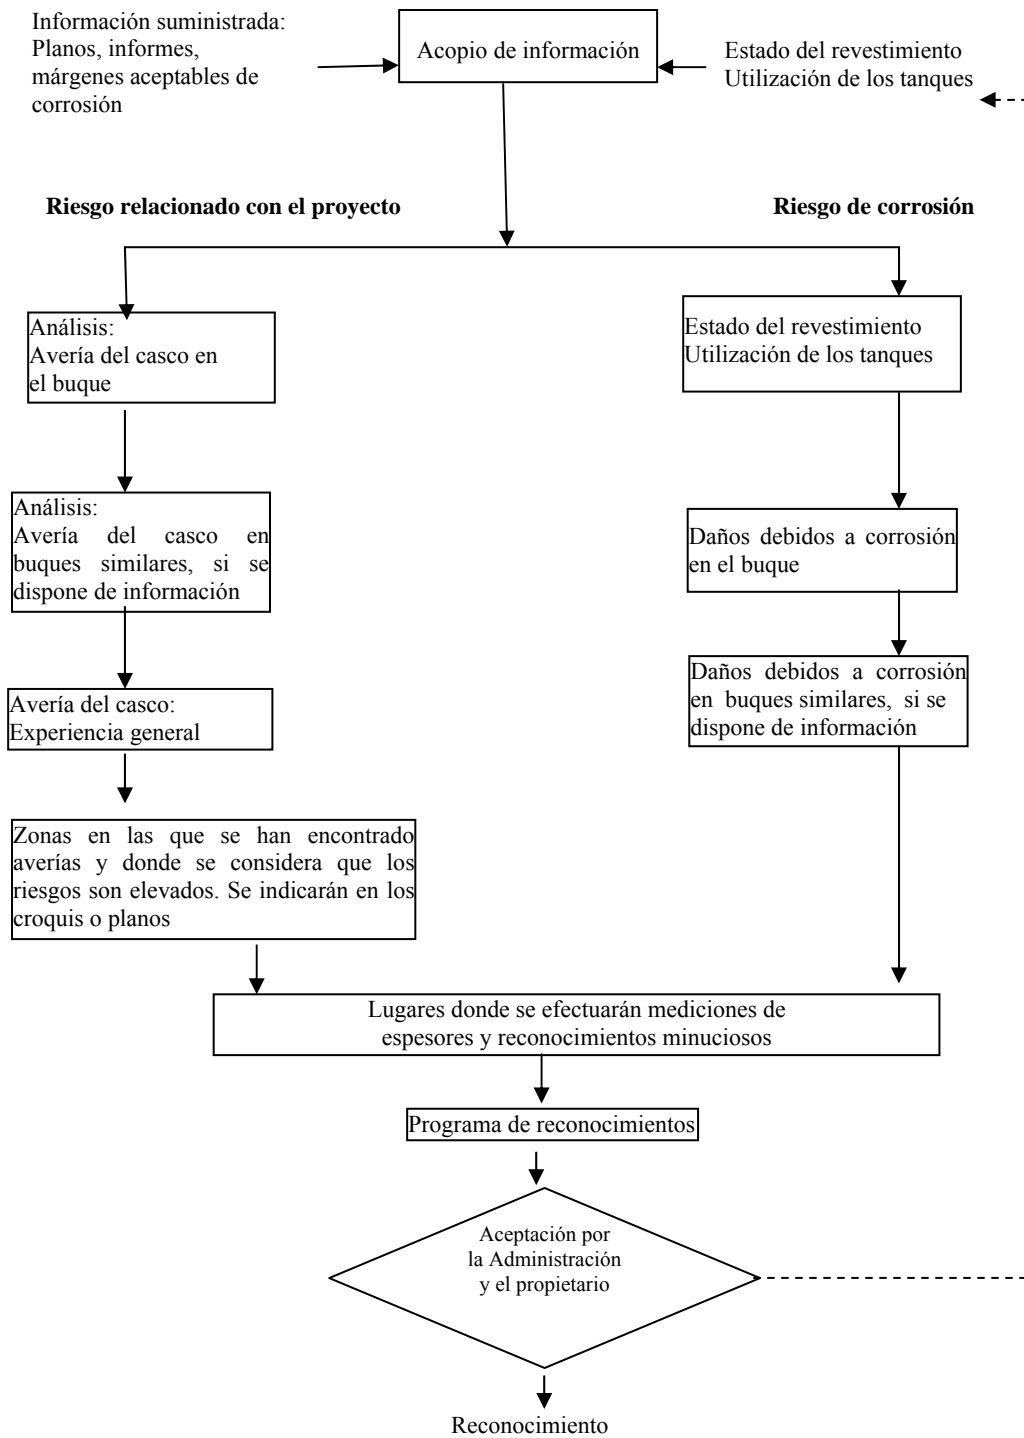 Información suministrada:
Planos, informes,
márgenes aceptables de
corrosión
Acopio de información
Estado del revestimiento
Utilización de los tanques
Riesgo relacionado con el proyecto
Riesgo de corrosión
Análisis:
Avería del casco en
el buque
Estado del revestimiento
Utilización de los tanques
Análisis:
Avería del casco en
buques similares, si se
dispone de información
Daños debidos a corrosión
en el buque
Avería del casco:
Experiencia general
Daños debidos a corrosión
en buques similares, si se
dispone de información
Zonas en las que se han encontrado
averías y donde se considera que los
riesgos son elevados. Se indicarán en los
croquis o planos
Lugares donde se efectuarán mediciones de
espesores y reconocimientos minuciosos
Programa de reconocimientos
Aceptación por
la Administración
y el propietario
Reconocimiento